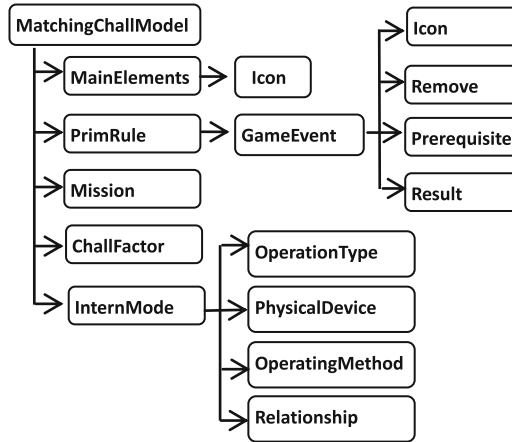 MatchingChallModel
MainElements
Icon
PrimRule
GameEvent
Icon
Remove
Prerequisite
Result
Mission
ChallFactor
InternMode
OperationType
PhysicalDevice
OperatingMethod
Relationship